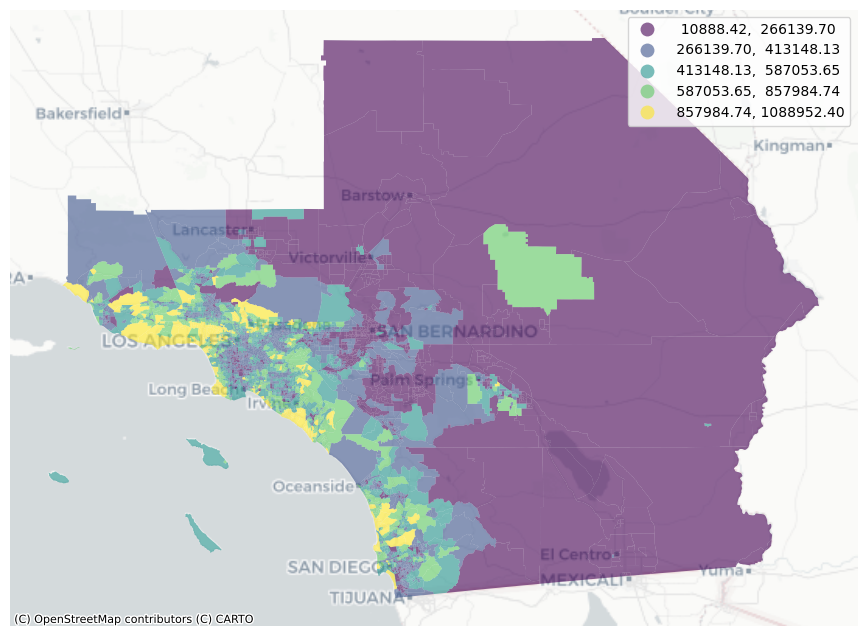 Boulder City
10888.42, 266139.70
266139.70, 413148.13
413148.13, 587053.65
587053.65, 857984.74
857984.74, 1088952.40
Bakersfield
Kingman
Barstow
Lancaster
Victorville
RA
SAN BERNARDINO
LOS ANGELES
Palm Springs
Long Beach
Irvi
Oceanside
El Centro
SAN DIEGO
MEXICALI
Yuma
TIJUANA
(C) OpenStreetMap contributors (C) CARTO